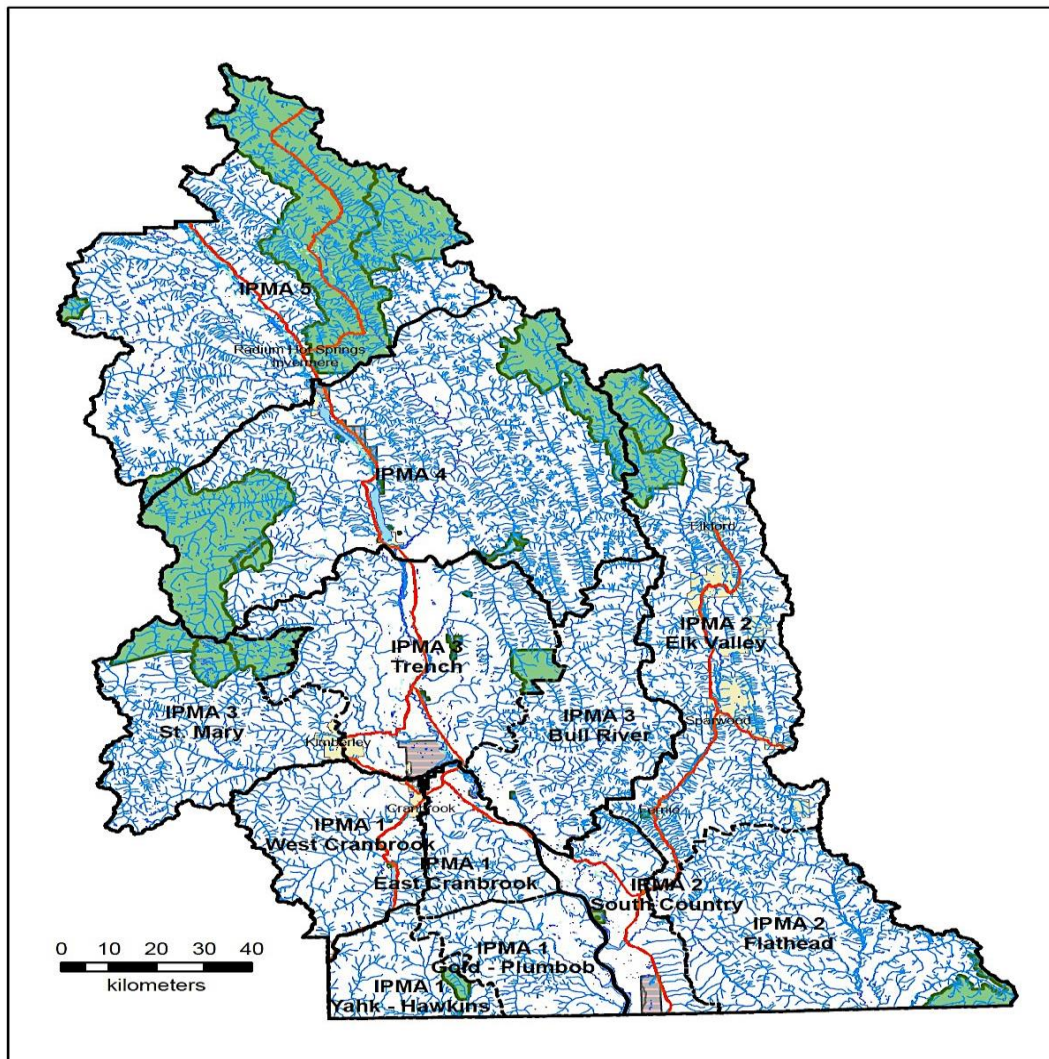 IPMA 5
Radium Hot Springs
Invermere
IPMA 4
Elkford
IPMA 2
Elk Valley
IPMA 3
Trench
IPMA 3
St. Mary
IPMA 3
Bull River
Sparwood
Kimberley
Cranbrook
Fernie
IPMA 1
West Cranbrook
IPMA 1
East Cranbrook
IPMA 2
South Country
IPMA 2
Flathead
IPMA 1
Gold - Plumbob
IPMA 1
Yahk - Hawkins
0 10 20 30 40
kilometers